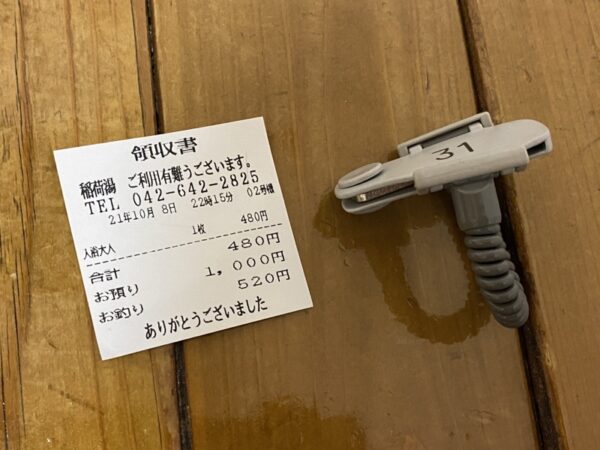 領収書
稲荷湯 ご利用有難うございます。
TEL 042-642-2825
21年10月 8日 22時15分 02号機
入浴大人 1枚 480円
合計 480円
お預り 1,000円
お釣り 520円
ありがとうございました
31